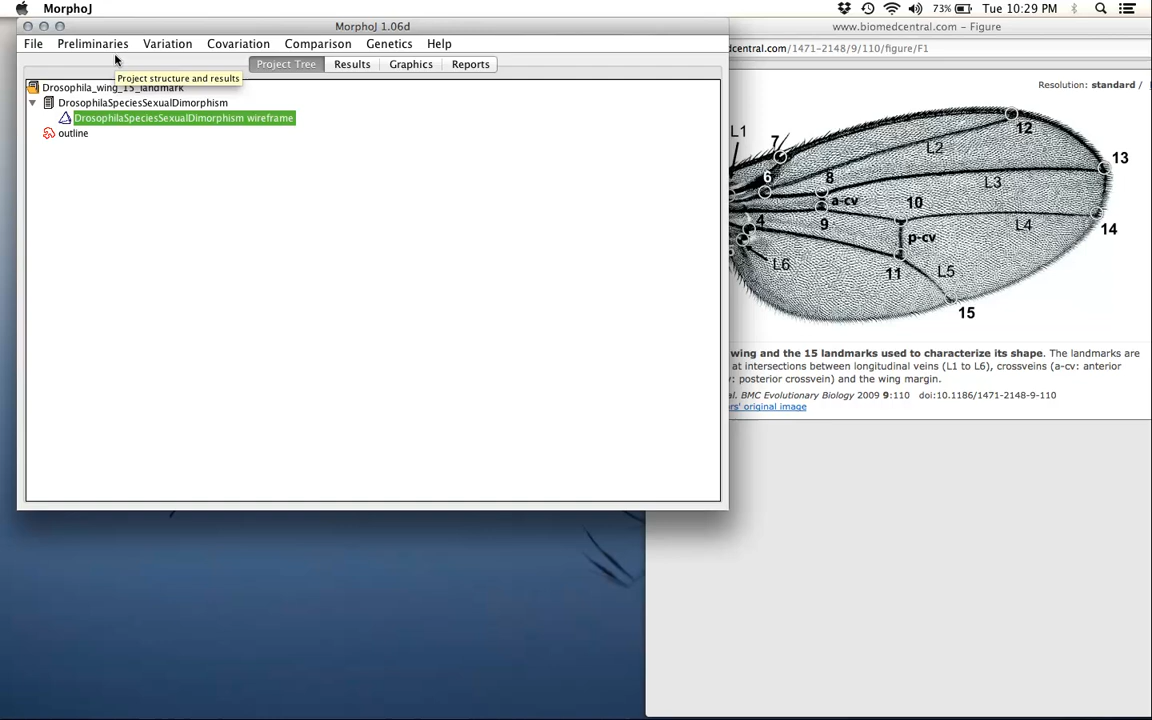 MorphoJ 73% Tue 10:29 PM
MorphoJ 1.06d
www.biomedcentral.com – Figure
File Preliminaries Variation Covariation Comparison Genetics Help
dcentral.com/1471-2148/9/110/figure/F1
Project Tree Results Graphics Reports
Project structure and results
Resolution: standard /
Drosophila_wing_15_landmark
DrosophilaSpeciesSexualDimorphism
DrosophilaSpeciesSexualDimorphism wireframe
outline
L1
7
12
L2
13
6
8
L3
a-cv
10
4
9
L4
14
p-cv
L6
11
L5
15
wing and the 15 landmarks used to characterize its shape. The landmarks are
at intersections between longitudinal veins (L1 to L6), crossveins (a-cv: anterior
v: posterior crossvein) and the wing margin.
al. BMC Evolutionary Biology 2009 9:110 doi:10.1186/1471-2148-9-110
rs' original image